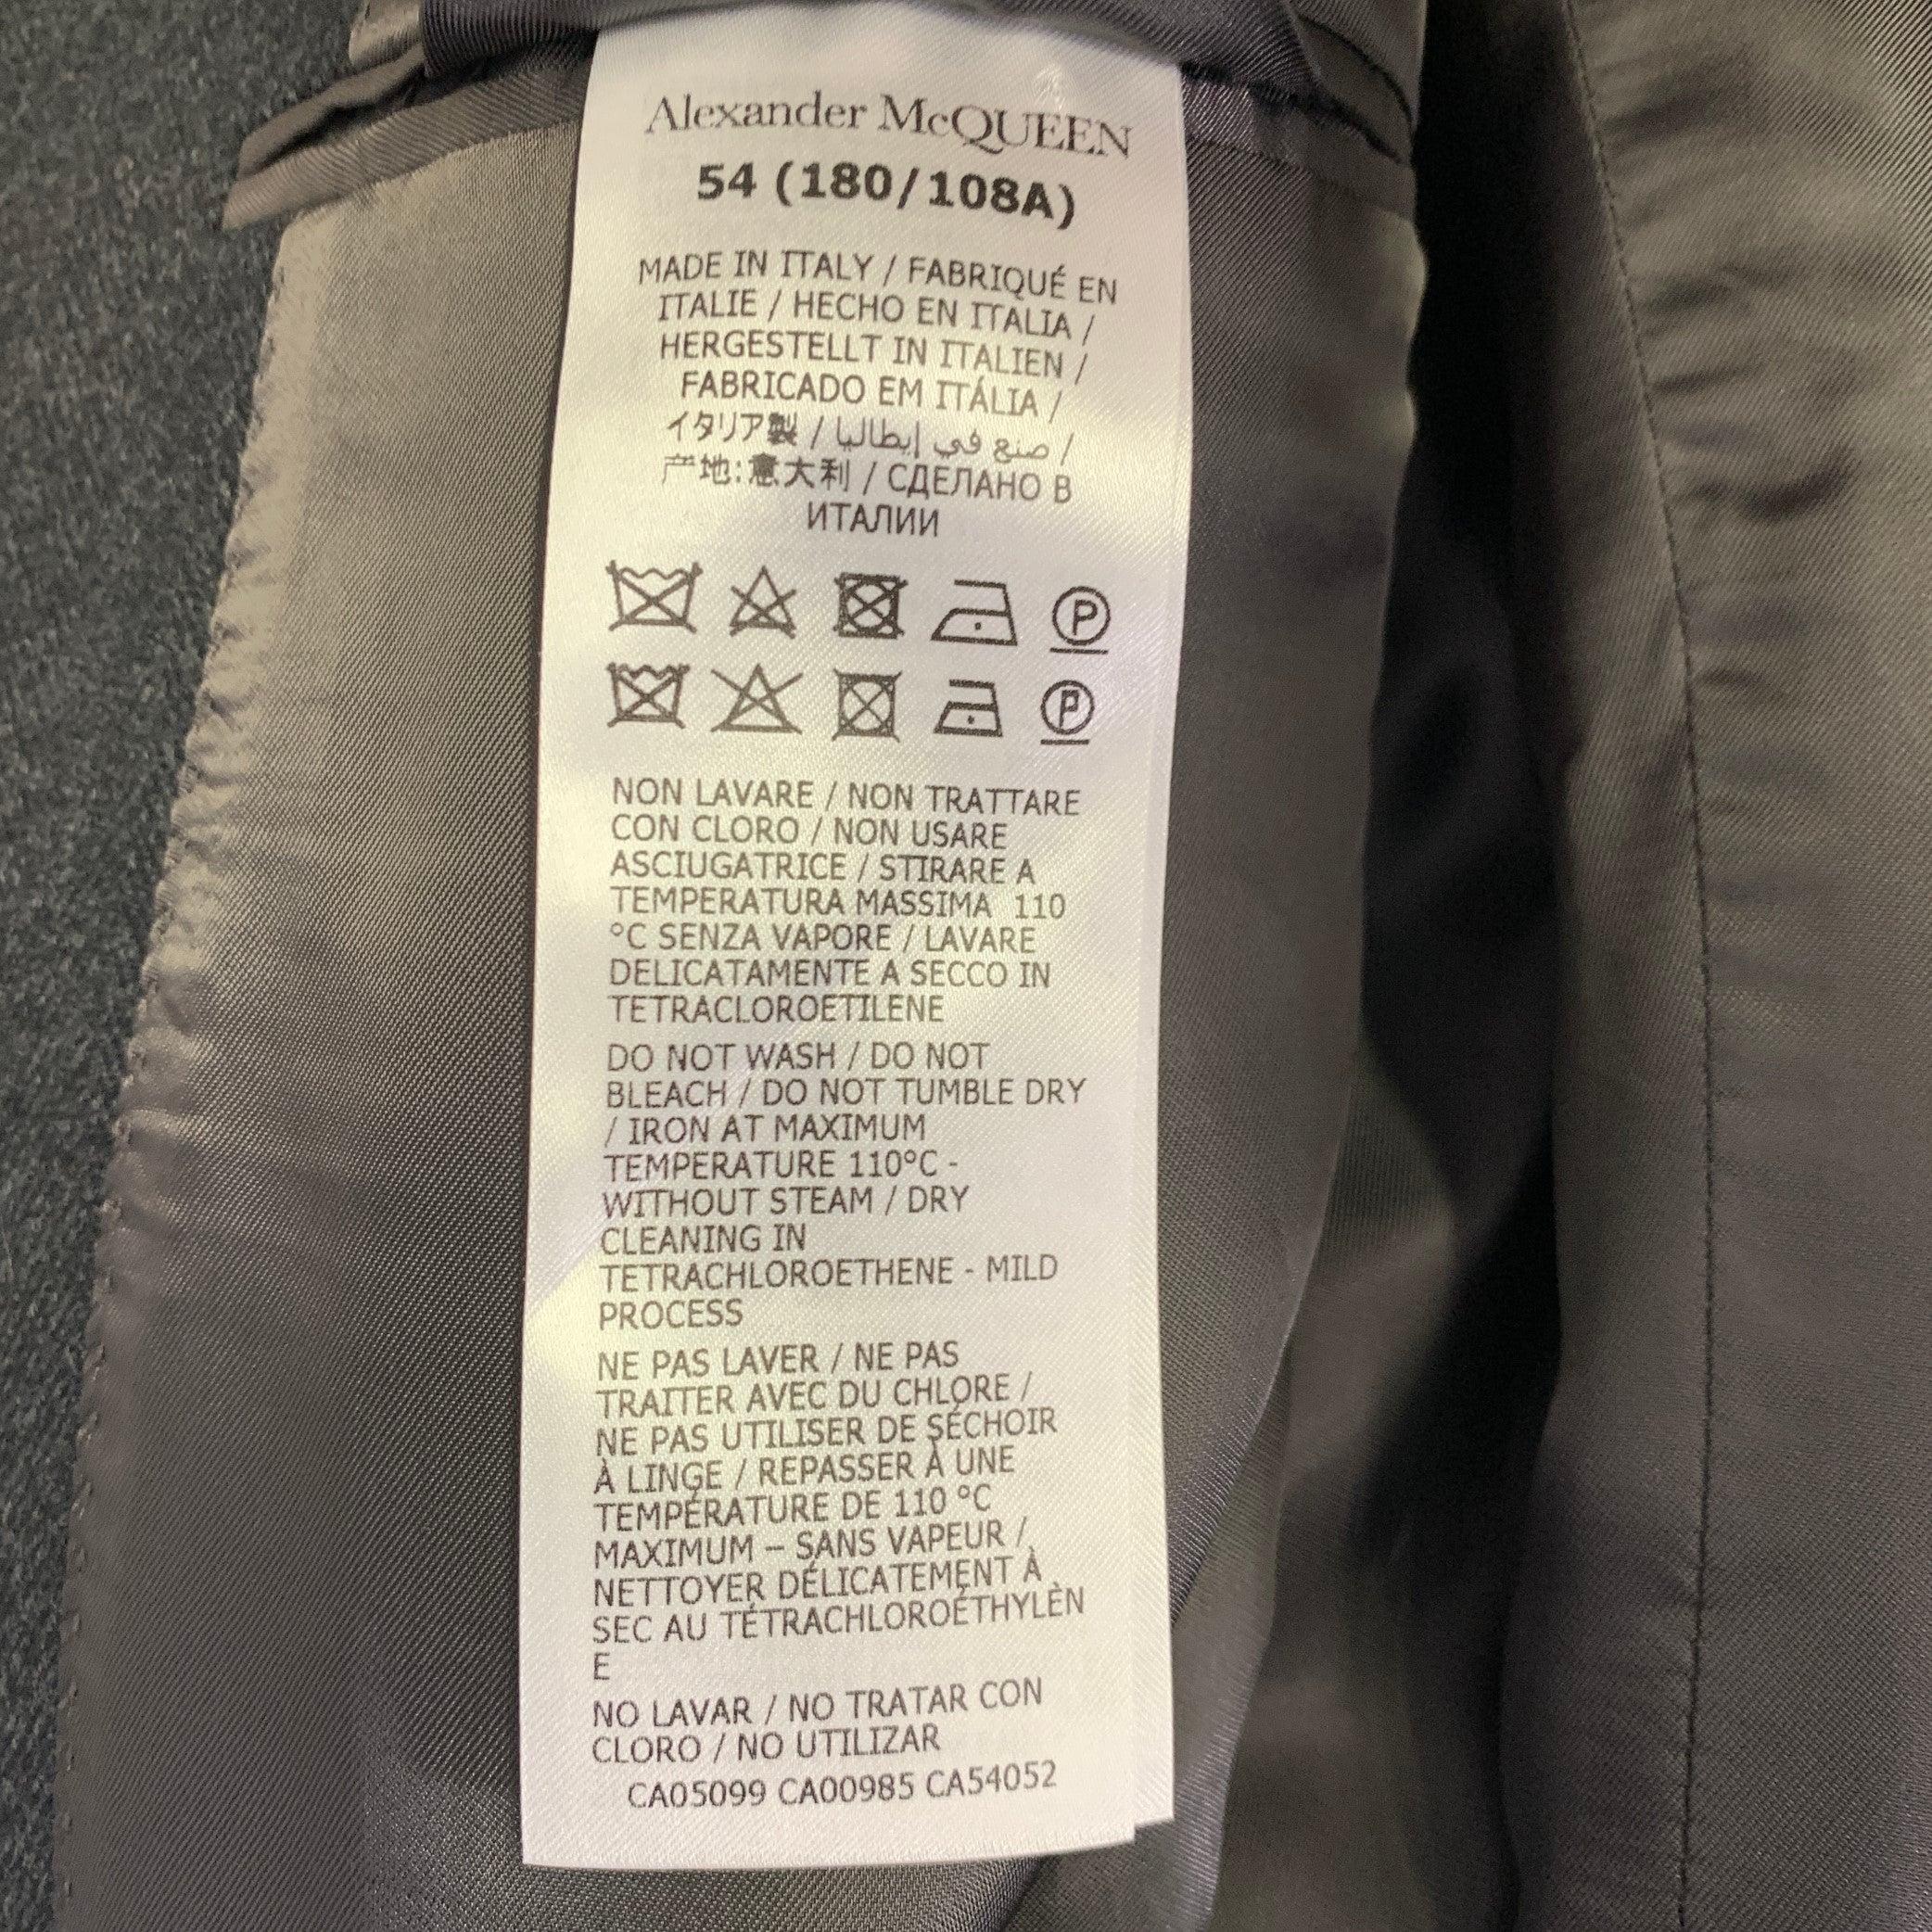 Alexander McQUEEN
54 (180/108A)
MADE IN ITALY / FABRIQUÉ EN
ITALIE / HECHO EN ITALIA /
HERGESTELLT IN ITALIEN /
FABRICADO EM ITÁLIA /
イタリア製 / صنع في إيطاليا /
产地:意大利 / СДЕЛАНО В
ИТАЛИИ
P
P
NON LAVARE / NON TRATTARE
CON CLORO / NON USARE
ASCIUGATRICE / STIRARE A
TEMPERATURA MASSIMA 110
°C SENZA VAPORE / LAVARE
DELICATAMENTE A SECCO IN
TETRACLOROETILENE
DO NOT WASH / DO NOT
BLEACH / DO NOT TUMBLE DRY
/ IRON AT MAXIMUM
TEMPERATURE 110°C -
WITHOUT STEAM / DRY
CLEANING IN
TETRACHLOROETHENE - MILD
PROCESS
NE PAS LAVER / NE PAS
TRAITER AVEC DU CHLORE /
NE PAS UTILISER DE SÉCHOIR
À LINGE / REPASSER À UNE
TEMPÉRATURE DE 110 °C
MAXIMUM – SANS VAPEUR /
NETTOYER DÉLICATEMENT À
SEC AU TÉTRACHLOROÉTHYLÈN
E
NO LAVAR / NO TRATAR CON
CLORO / NO UTILIZAR
CA05099 CA00985 CA54052